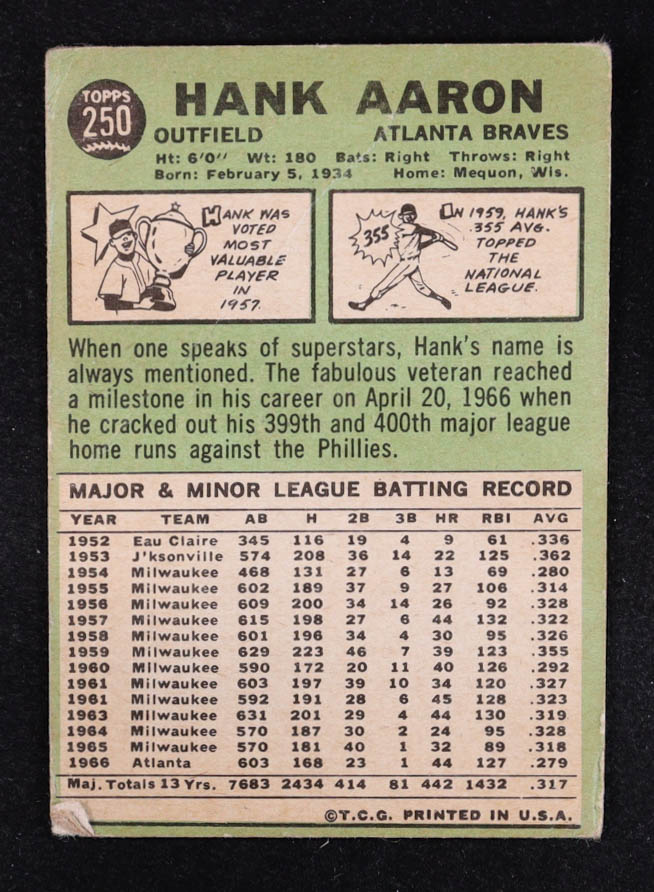 TOPPS
250
HANK AARON
OUTFIELD ATLANTA BRAVES
Ht: 6'0" Wt: 180 Bats: Right Throws: Right
Born: February 5, 1934 Home: Mequon, Wis.
HANK WAS
VOTED
MOST
VALUABLE
PLAYER
IN
1957.
355
IN 1959, HANK'S
.355 AVG.
TOPPED
THE
NATIONAL
LEAGUE.
When one speaks of superstars, Hank's name is
always mentioned. The fabulous veteran reached
a milestone in his career on April 20, 1966 when
he cracked out his 399th and 400th major league
home runs against the Phillies.
MAJOR & MINOR LEAGUE BATTING RECORD
YEAR TEAM AB H 2B 3B HR RBI AVG
1952 Eau Claire 345 116 19 4 9 61 .336
1953 J'ksonville 574 208 36 14 22 125 .362
1954 Milwaukee 468 131 27 6 13 69 .280
1955 Milwaukee 602 189 37 9 27 106 .314
1956 Milwaukee 609 200 34 14 26 92 .328
1957 Milwaukee 615 198 27 6 44 132 .322
1958 Milwaukee 601 196 34 4 30 95 .326
1959 Milwaukee 629 223 46 7 39 123 .355
1960 Milwaukee 590 172 20 11 40 126 .292
1961 Milwaukee 603 197 39 10 34 120 .327
1961 Milwaukee 592 191 28 6 45 128 .323
1963 Milwaukee 631 201 29 4 44 130 .319
1964 Milwaukee 570 187 30 2 24 95 .328
1965 Milwaukee 570 181 40 1 32 89 .318
1966 Atlanta 603 168 23 1 44 127 .279
Maj. Totals 13 Yrs. 7683 2434 414 81 442 1432 .317
©T.C.G. PRINTED IN U.S.A.